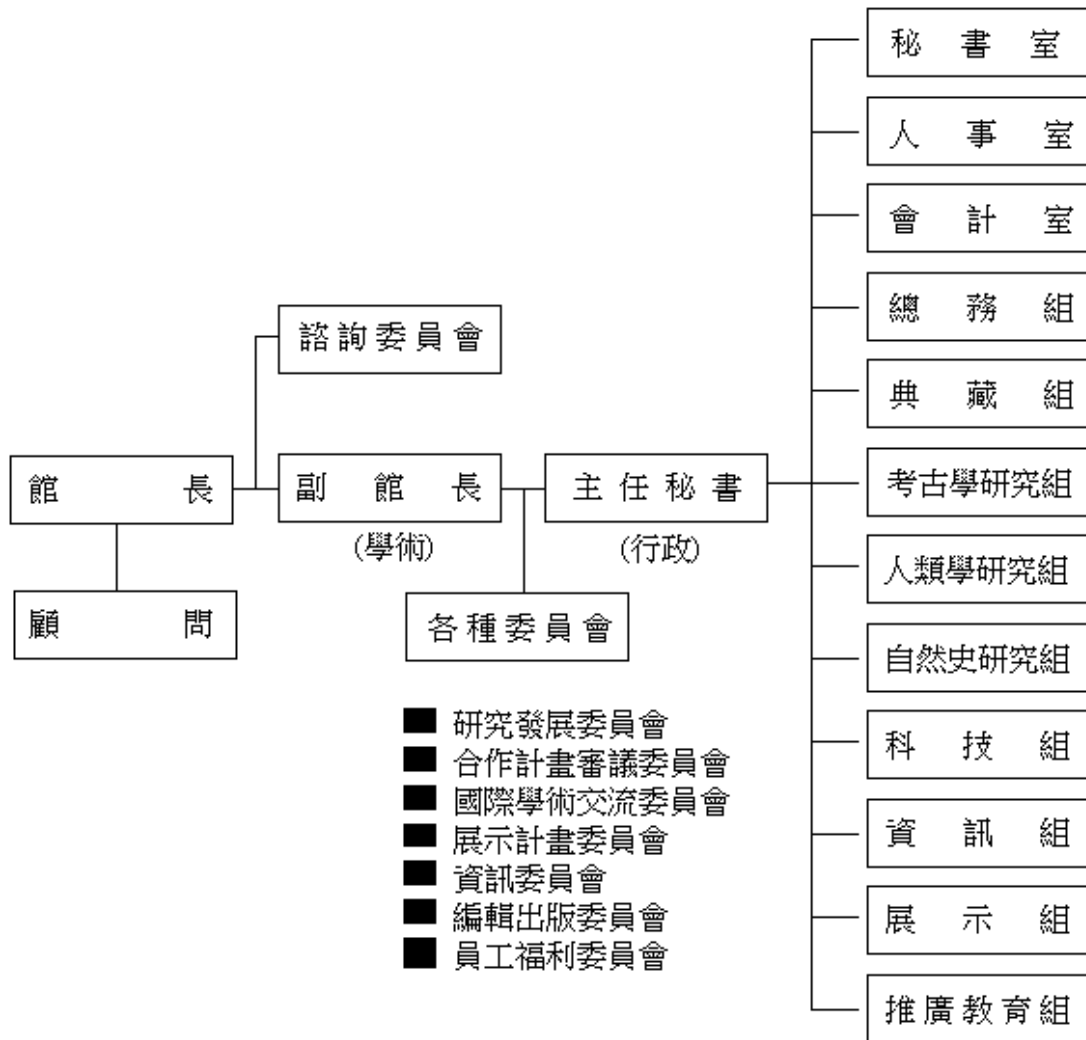 秘書室
人事室
會計室
總務組
諮詢委員會
典藏組
館長
副館長
主任秘書
考古學研究組
(學術)
(行政)
人類學研究組
顧問
各種委員會
自然史研究組
研究發展委員會
科技組
合作計畫審議委員會
國際學術交流委員會
展示計畫委員會
資訊組
資訊委員會
編輯出版委員會
展示組
員工福利委員會
推廣教育組